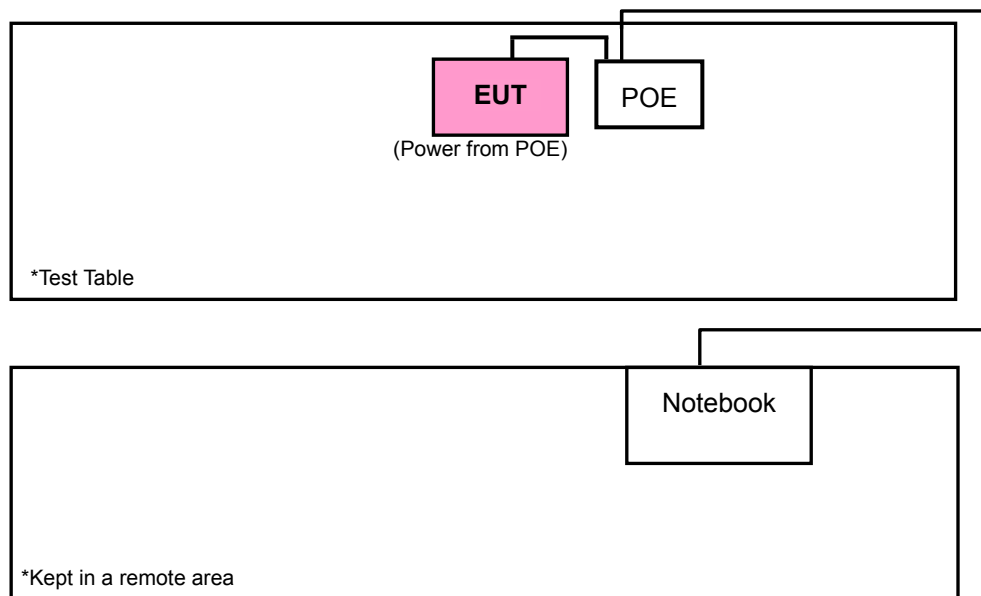 EUT
POE
(Power from POE)
*Test Table
Notebook
*Kept in a remote area